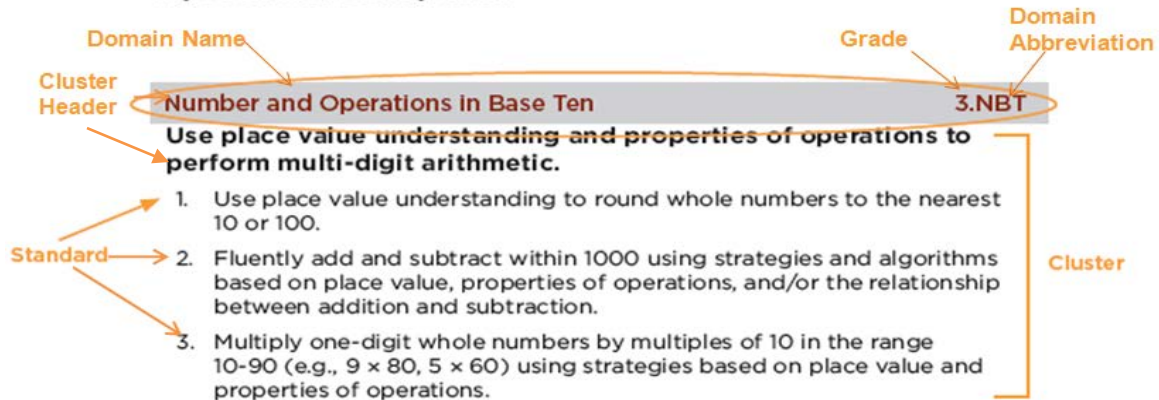 Domain
Domain Name
Grade
Abbreviation
Cluster
Header
Number and Operations in Base Ten 3.NBT
Use place value understanding and properties of operations to
perform multi-digit arithmetic.
1. Use place value understanding to round whole numbers to the nearest
10 or 100.
Standard
2. Fluently add and subtract within 1000 using strategies and algorithms
based on place value, properties of operations, and/or the relationship
between addition and subtraction.
Cluster
3. Multiply one-digit whole numbers by multiples of 10 in the range
10-90 (e.g., 9 × 80, 5 × 60) using strategies based on place value and
properties of operations.